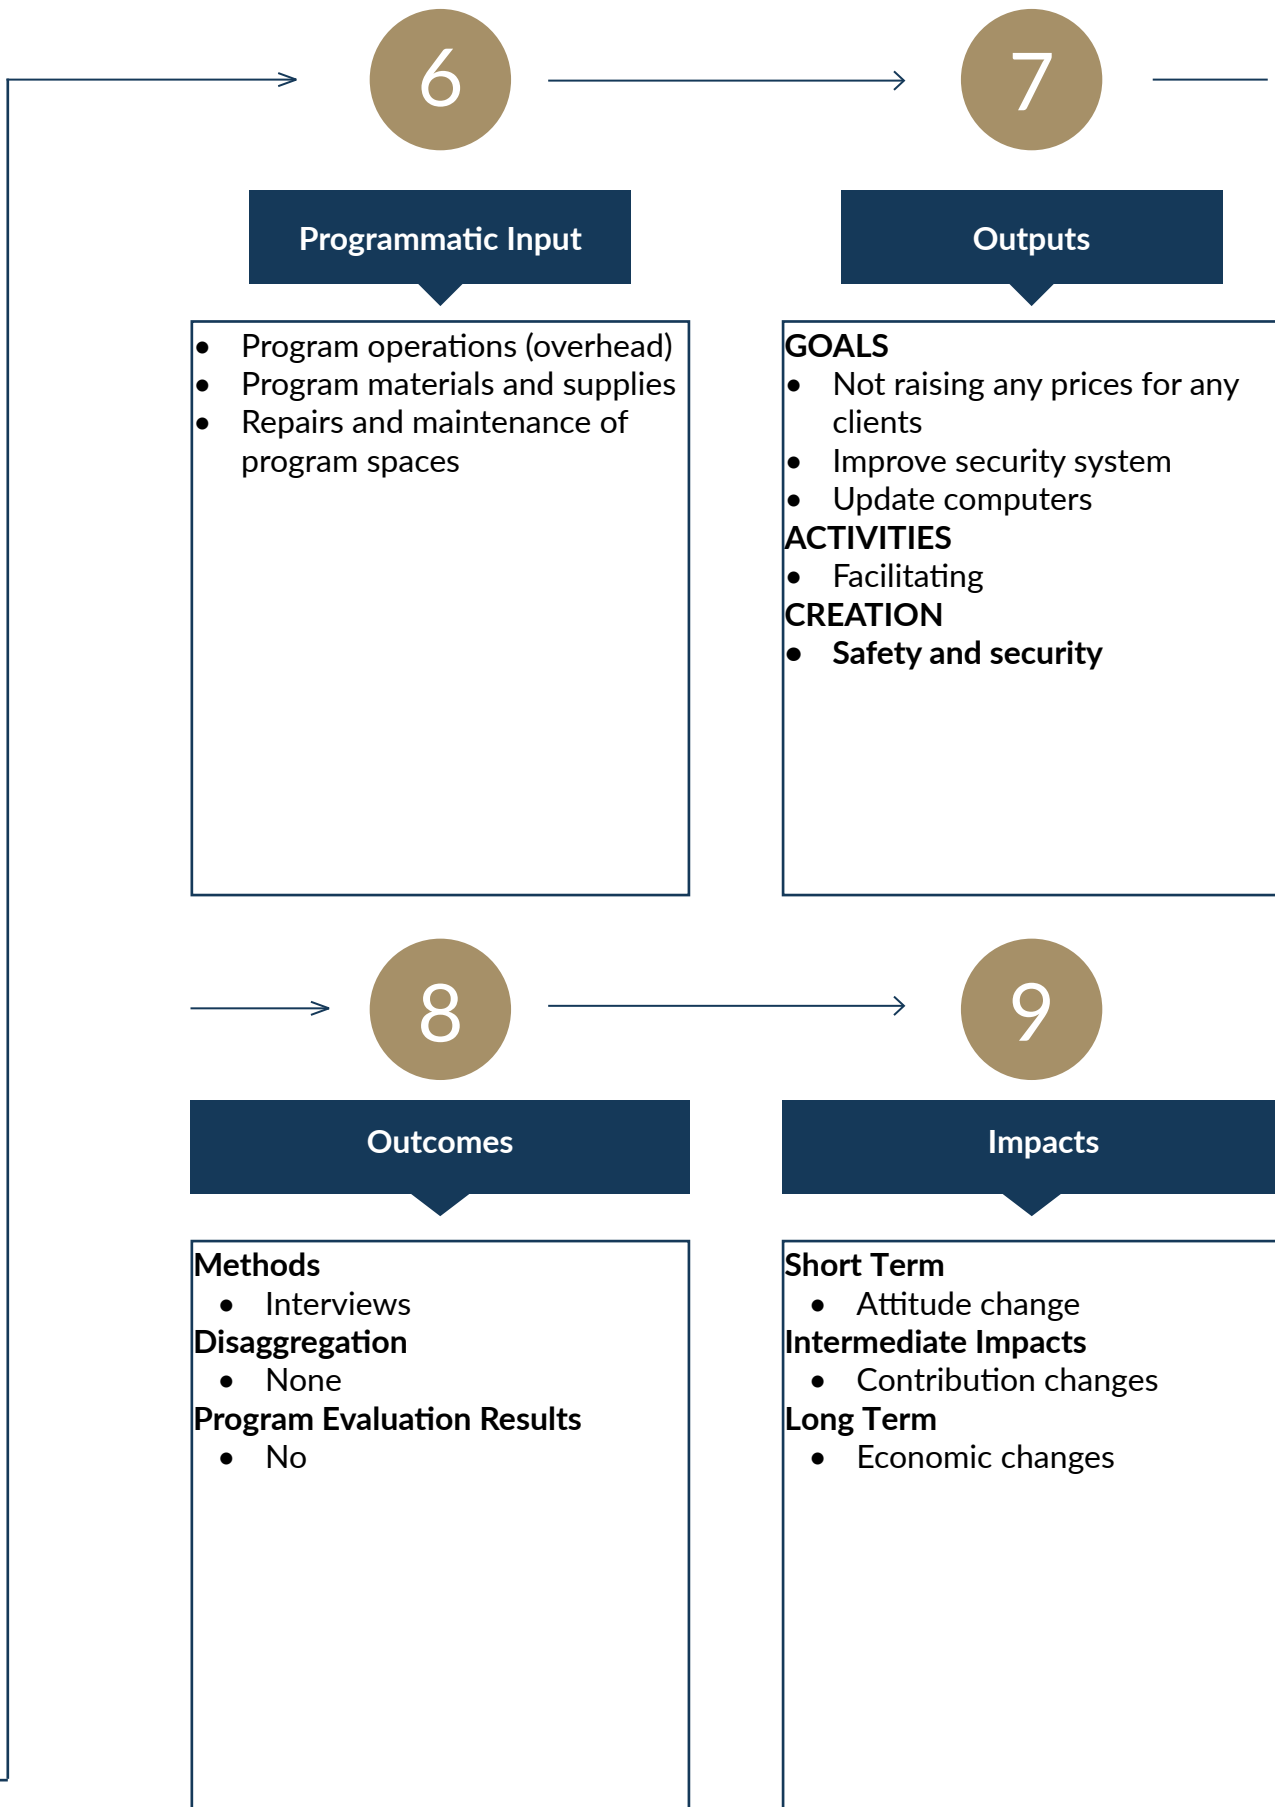 6
Programmatic Input
• Program operations (overhead)
• Program materials and supplies
• Repairs and maintenance of
program spaces
7
Outputs
GOALS
• Not raising any prices for any
clients
• Improve security system
• Update computers
ACTIVITIES
• Facilitating
CREATION
• Safety and security
8
Outcomes
Methods
• Interviews
Disaggregation
• None
Program Evaluation Results
• No
9
Impacts
Short Term
• Attitude change
Intermediate Impacts
• Contribution changes
Long Term
• Economic changes